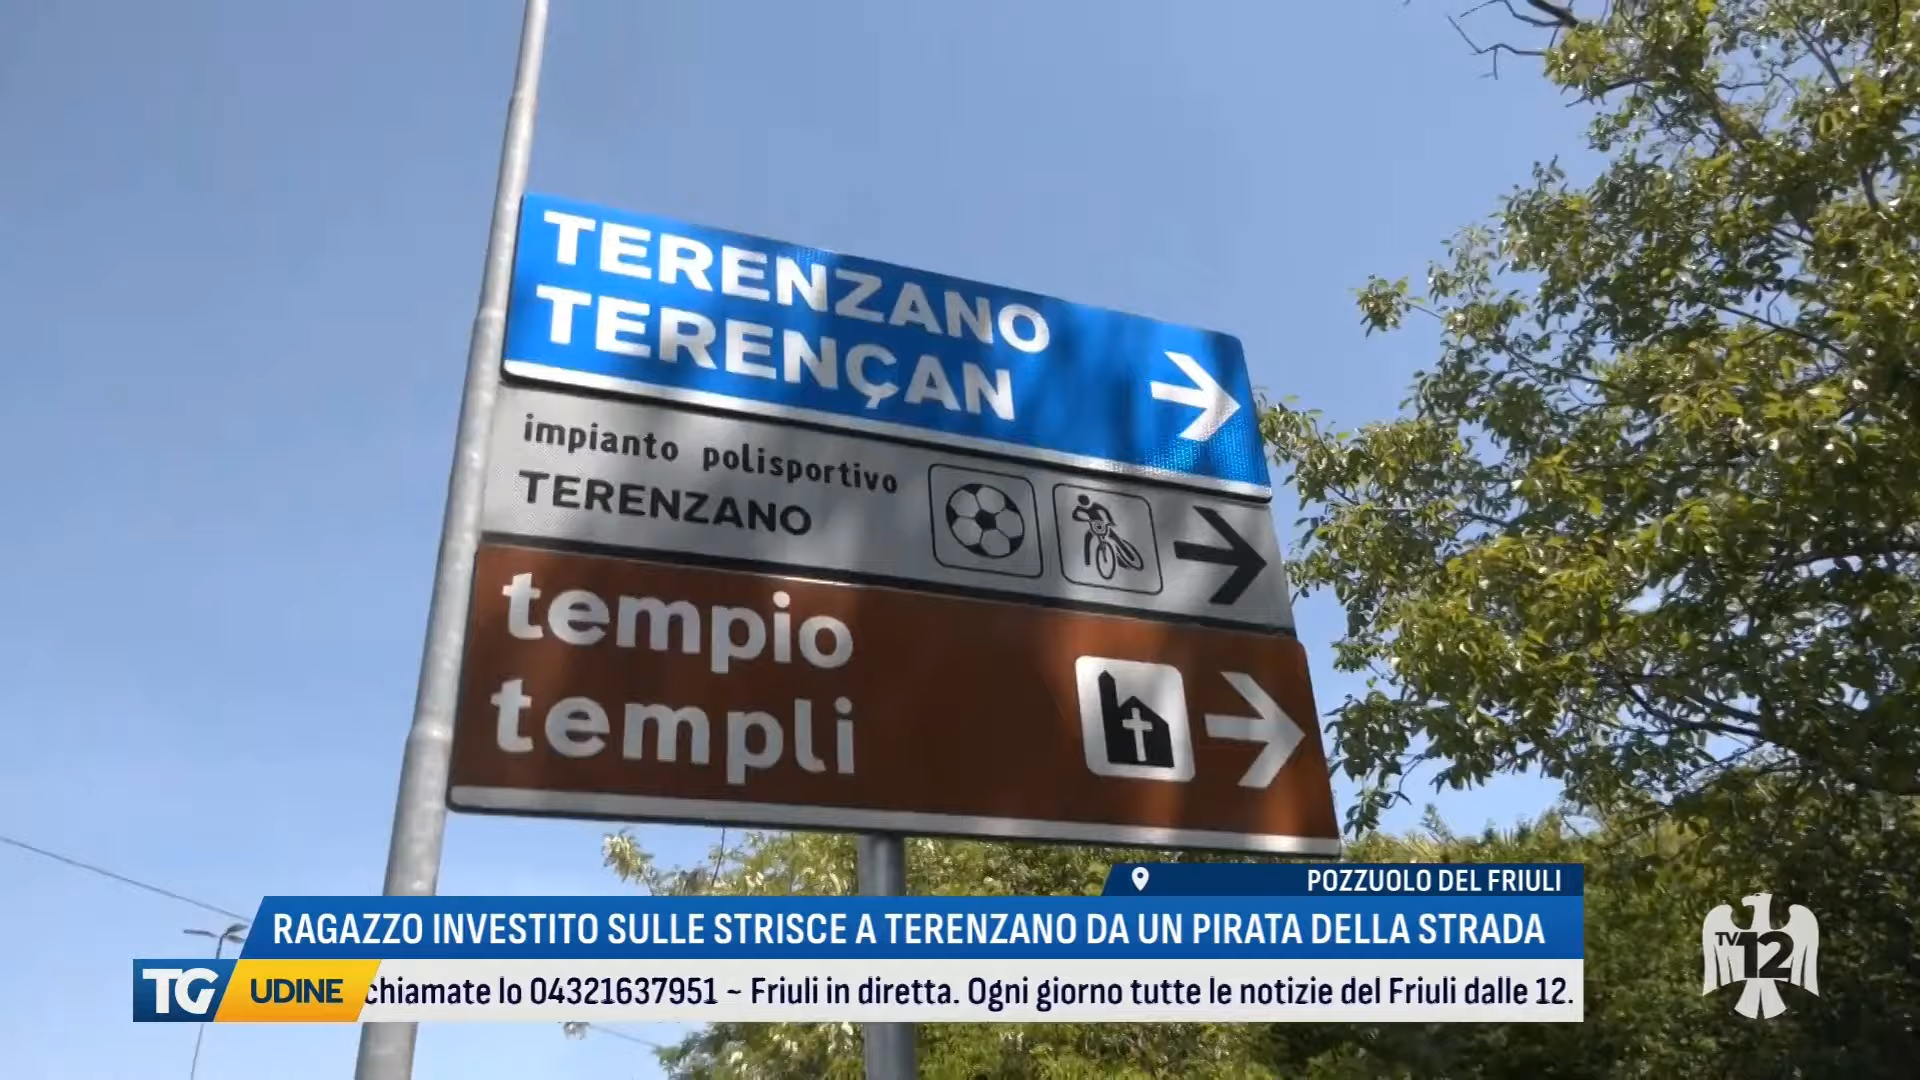 TERENZANO
TERENÇAN
impianto polisportivo
TERENZANO
tempio
templi
POZZUOLO DEL FRIULI
RAGAZZO INVESTITO SULLE STRISCE A TERENZANO DA UN PIRATA DELLA STRADA
TG UDINE
chiamate lo 04321637951 ~ Friuli in diretta. Ogni giorno tutte le notizie del Friuli dalle 12.
TV 12